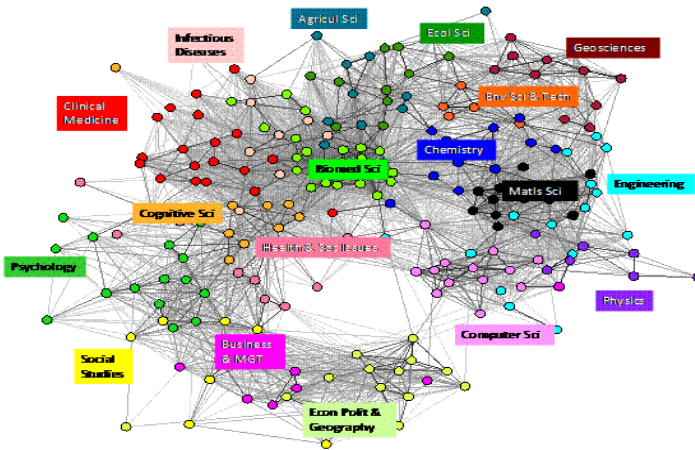 Agricul Sci
Ecol Sci
Infectious
Diseases
Geosciences
Env Sci & Tech
Clinical
Medicine
Chemistry
Biomed Sci
Matls Sci
Engineering
Cognitive Sci
Health & Soc Issues
Psychology
Physics
Computer Sci
Business
& MGT
Social
Studies
Econ Polit &
Geography